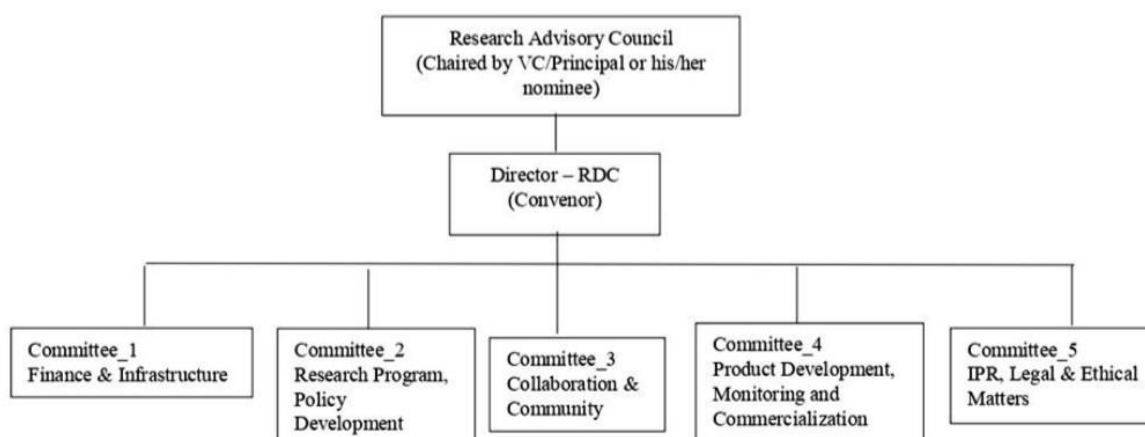 Research Advisory Council
(Chaired by VC/Principal or his/her
nominee)
Director – RDC
(Convenor)
Committee_1
Finance & Infrastructure
Committee_2
Research Program,
Policy
Development
Committee_3
Collaboration &
Community
Committee_4
Product Development,
Monitoring and
Commercialization
Committee_5
IPR, Legal & Ethical
Matters